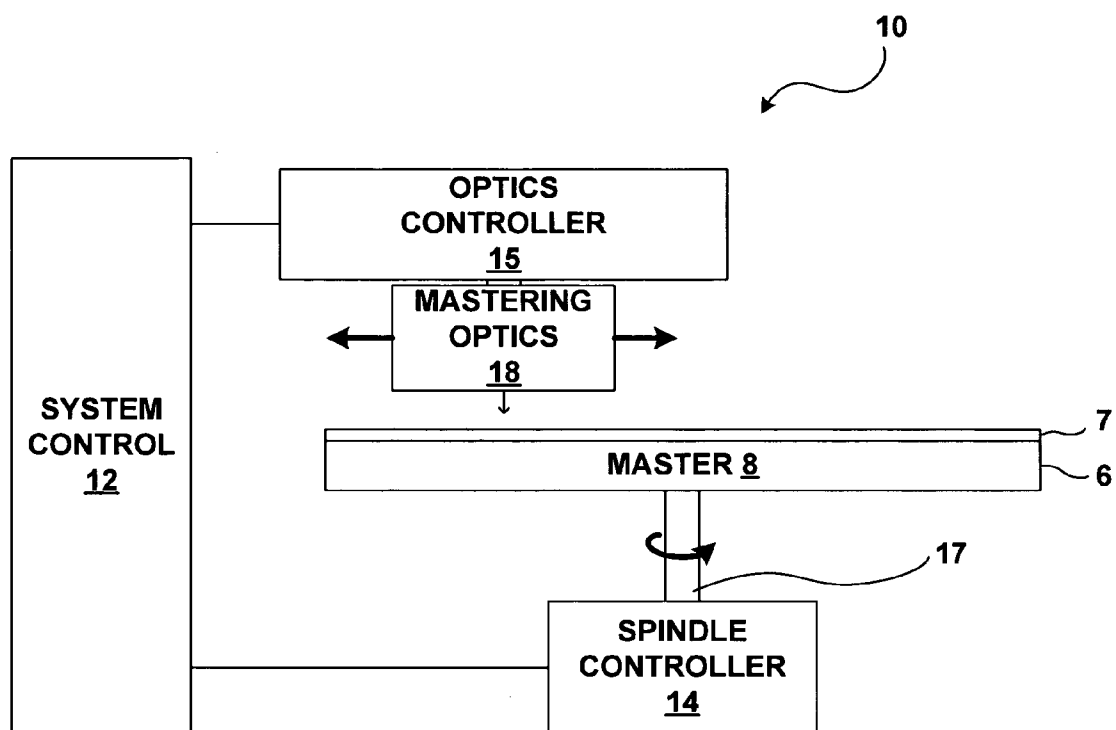 10
OPTICS
CONTROLLER
15
MASTERING
OPTICS
18
SYSTEM
CONTROL
12
7
MASTER 8
6
17
SPINDLE
CONTROLLER
14